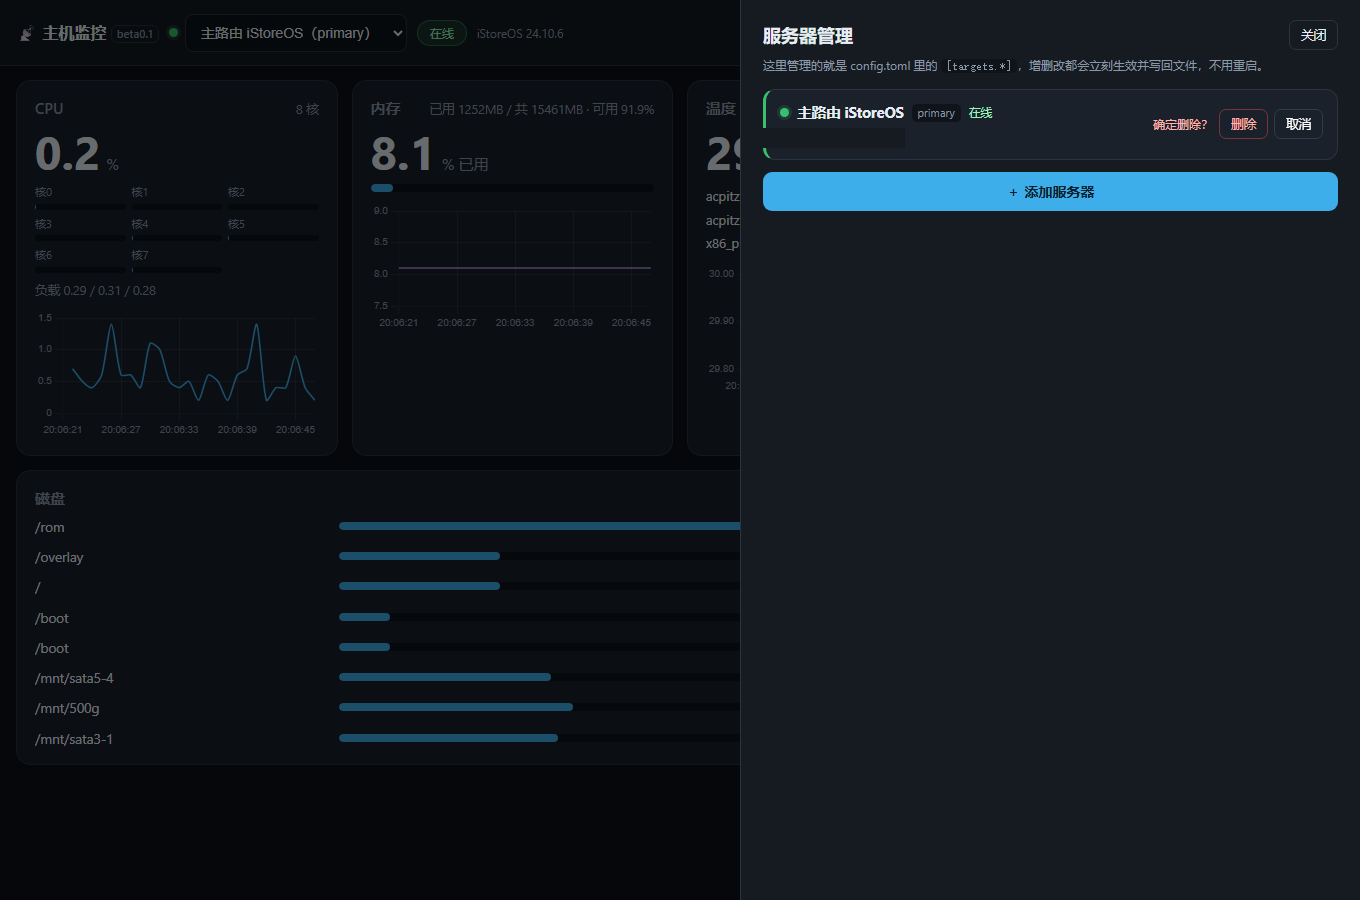 主机监控 beta0.1 主路由 iStoreOS（primary） 在线 iStoreOS 24.10.6
CPU 8 核
0.2 %
核0 核1 核2
核3 核4 核5
核6 核7
负载 0.29 / 0.31 / 0.28
1.5
1.0
0.5
0
20:06:21 20:06:27 20:06:33 20:06:39 20:06:45
内存 已用 1252MB / 共 15461MB · 可用 91.9%
8.1 % 已用
9.0
8.5
8.0
7.5
20:06:21 20:06:27 20:06:33 20:06:39 20:06:45
温度
29
acpitz
acpitz
x86_p
30.00
29.90
29.80
20:
磁盘
/rom
/overlay
/
/boot
/boot
/mnt/sata5-4
/mnt/500g
/mnt/sata3-1
服务器管理 关闭
这里管理的就是 config.toml 里的 [targets.*] ，增删改都会立刻生效并写回文件，不用重启。
主路由 iStoreOS primary 在线 确定删除? 删除 取消
+ 添加服务器